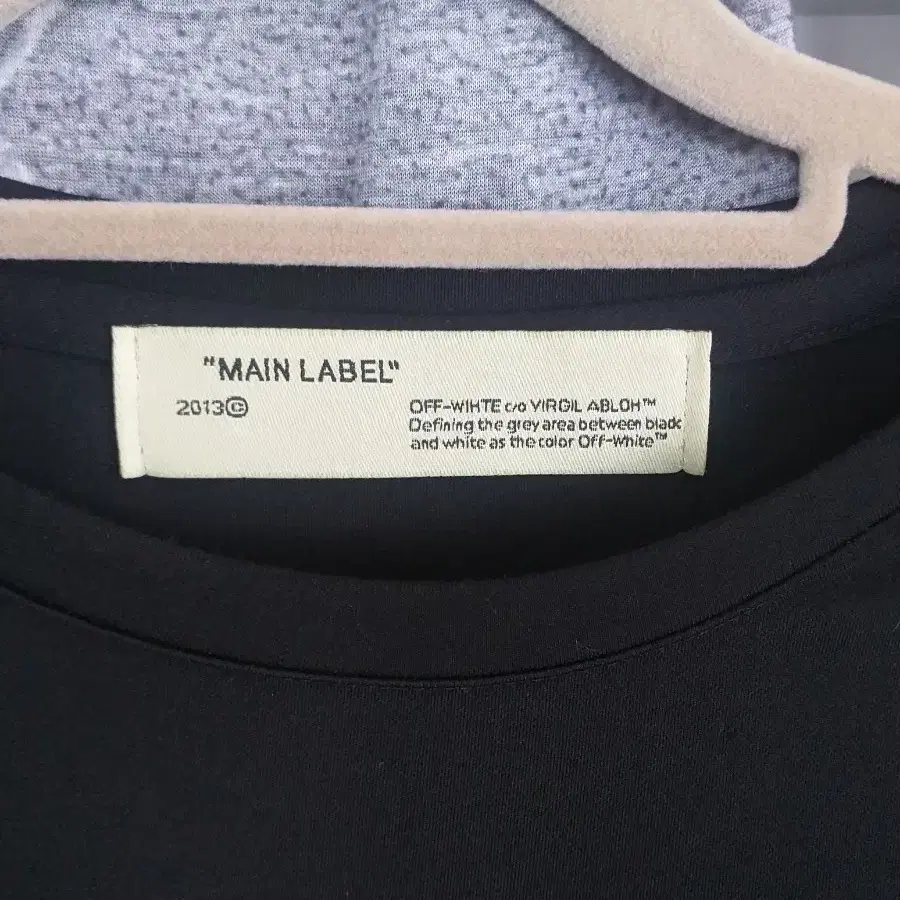 "MAIN LABEL"
2013©
OFF-WIHTE c/o VIRGIL ABLOH™
Defining the grey area between black
and white as the color Off-White™